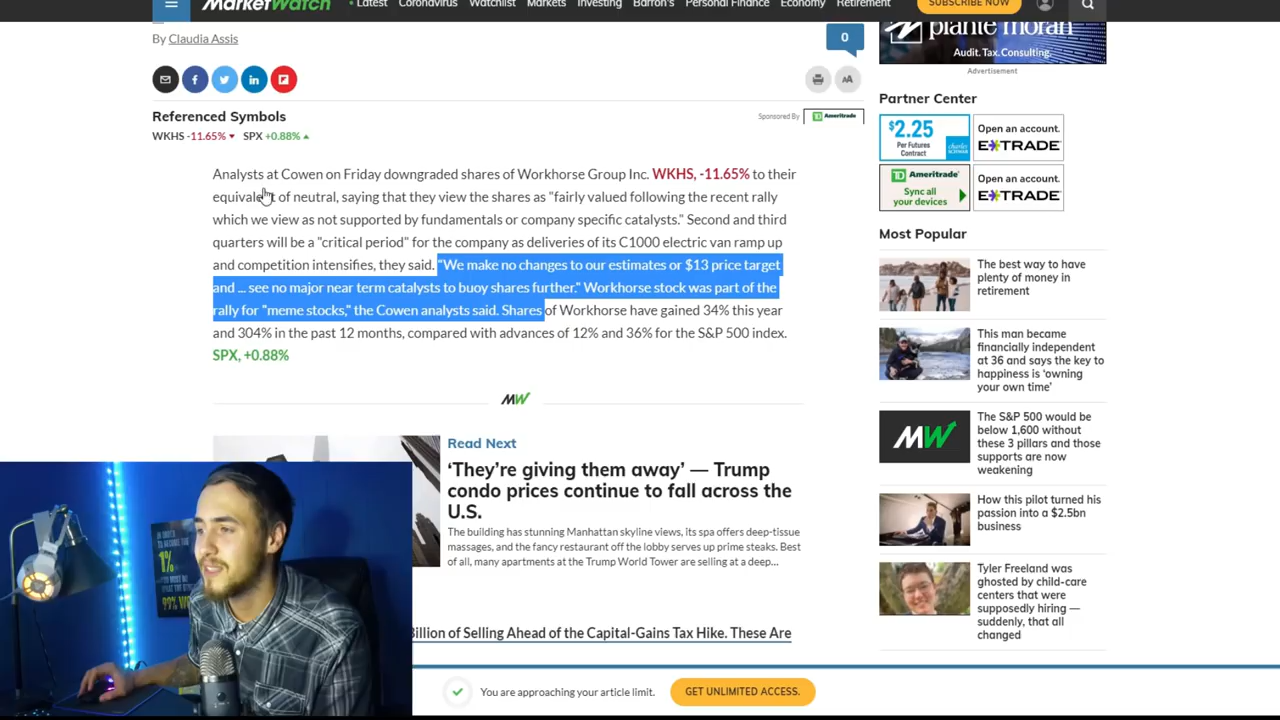 MarketWatch
Latest Coronavirus Watchlist Markets Investing Barron's Personal Finance Economy Retirement
SUBSCRIBE NOW
By Claudia Assis
0
AA
Referenced Symbols
Sponsored By TD Ameritrade
WKHS -11.65% SPX +0.88%
Analysts at Cowen on Friday downgraded shares of Workhorse Group Inc. WKHS, -11.65% to their
equivalent of neutral, saying that they view the shares as "fairly valued following the recent rally
which we view as not supported by fundamentals or company specific catalysts." Second and third
quarters will be a "critical period" for the company as deliveries of its C1000 electric van ramp up
and competition intensifies, they said. "We make no changes to our estimates or $13 price target
and ... see no major near term catalysts to buoy shares further." Workhorse stock was part of the
rally for "meme stocks," the Cowen analysts said. Shares of Workhorse have gained 34% this year
and 304% in the past 12 months, compared with advances of 12% and 36% for the S&P 500 index.
SPX, +0.88%
MW
Read Next
‘They’re giving them away’ — Trump
condo prices continue to fall across the
U.S.
The building has stunning Manhattan skyline views, its spa offers deep-tissue
massages, and the fancy restaurant off the lobby serves up prime steaks. Best
of all, many apartments at the Trump World Tower are selling at a deep...
Billion of Selling Ahead of the Capital-Gains Tax Hike. These Are
You are approaching your article limit.
GET UNLIMITED ACCESS.
plante moran
Audit. Tax. Consulting.
Advertisement
Partner Center
$2.25
Per Futures
Contract
charles
SCHWAB
Open an account.
E*TRADE
TD Ameritrade
Sync all
your devices
Open an account.
E*TRADE
Most Popular
The best way to have
plenty of money in
retirement
This man became
financially independent
at 36 and says the key to
happiness is ‘owning
your own time’
MW
The S&P 500 would be
below 1,600 without
these 3 pillars and those
supports are now
weakening
How this pilot turned his
passion into a $2.5bn
business
Tyler Freeland was
ghosted by child-care
centers that were
supposedly hiring —
suddenly, that all
changed
1%
99%